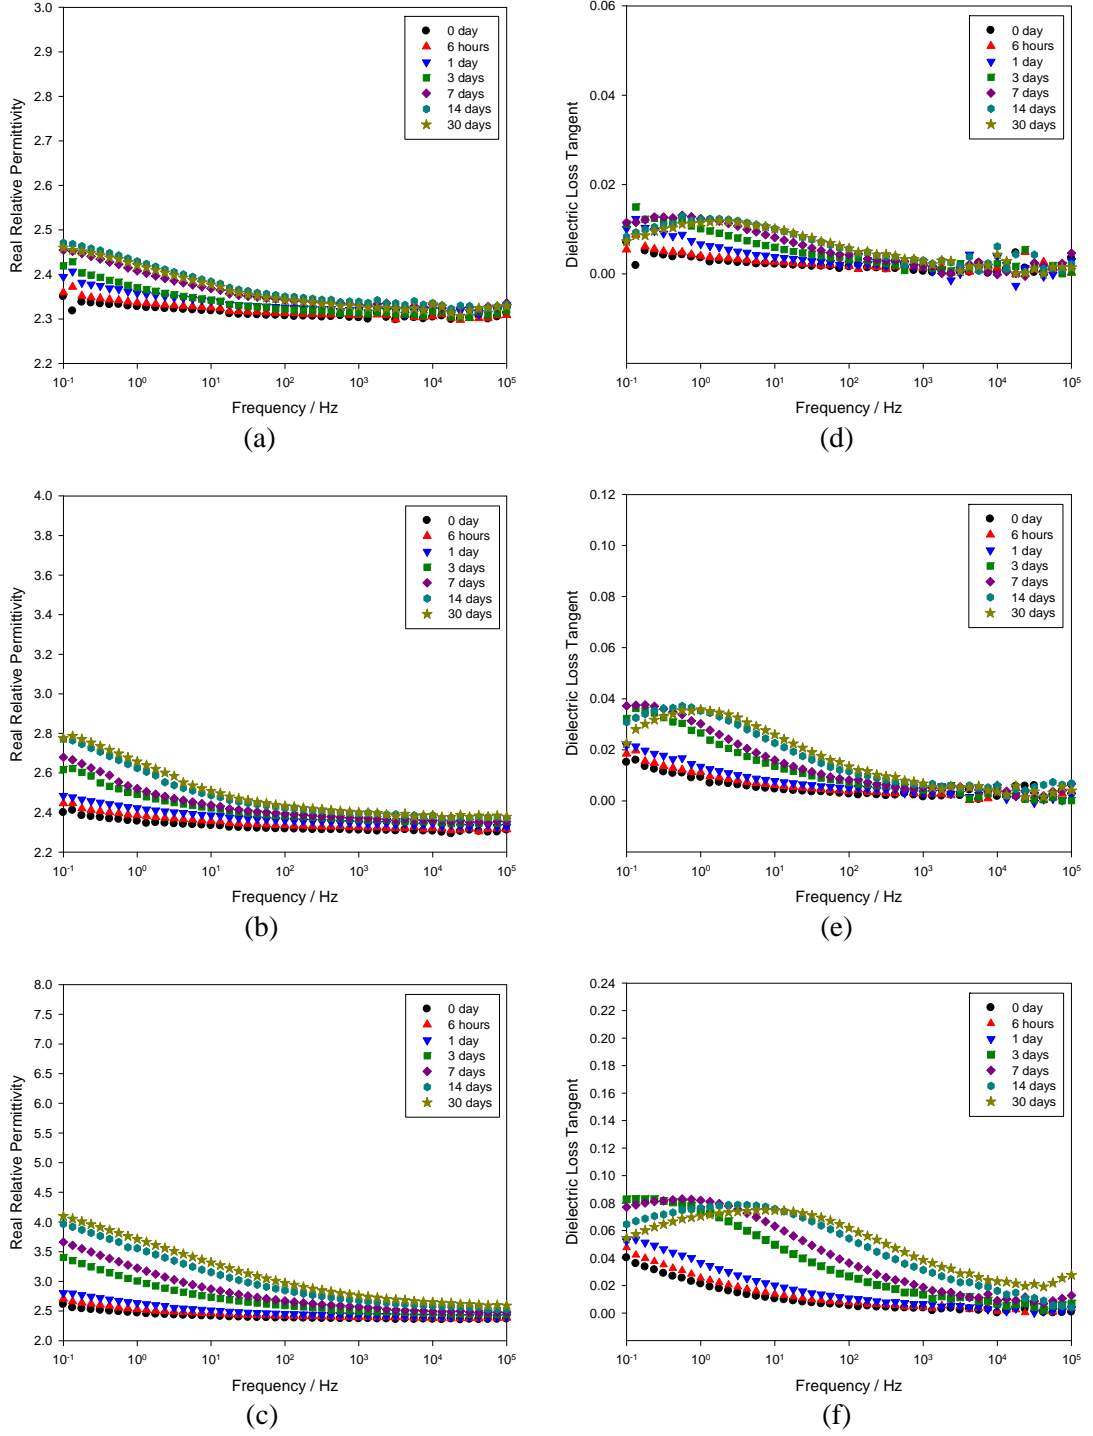 3.0
2.9
2.8
2.7
2.6
2.5
2.4
2.3
2.2
Real Relative Permittivity
0 day
6 hours
1 day
3 days
7 days
14 days
30 days
10-1 100 101 102 103 104 105
Frequency / Hz
(a)
0.06
0.04
0.02
0.00
Dielectric Loss Tangent
0 day
6 hours
1 day
3 days
7 days
14 days
30 days
10-1 100 101 102 103 104 105
Frequency / Hz
(d)
4.0
3.8
3.6
3.4
3.2
3.0
2.8
2.6
2.4
2.2
Real Relative Permittivity
0 day
6 hours
1 day
3 days
7 days
14 days
30 days
10-1 100 101 102 103 104 105
Frequency / Hz
(b)
0.12
0.10
0.08
0.06
0.04
0.02
0.00
Dielectric Loss Tangent
0 day
6 hours
1 day
3 days
7 days
14 days
30 days
10-1 100 101 102 103 104 105
Frequency / Hz
(e)
8.0
7.5
7.0
6.5
6.0
5.5
5.0
4.5
4.0
3.5
3.0
2.5
2.0
Real Relative Permittivity
0 day
6 hours
1 day
3 days
7 days
14 days
30 days
10-1 100 101 102 103 104 105
Frequency / Hz
(c)
0.24
0.22
0.20
0.18
0.16
0.14
0.12
0.10
0.08
0.06
0.04
0.02
0.00
Dielectric Loss Tangent
0 day
6 hours
1 day
3 days
7 days
14 days
30 days
10-1 100 101 102 103 104 105
Frequency / Hz
(f)